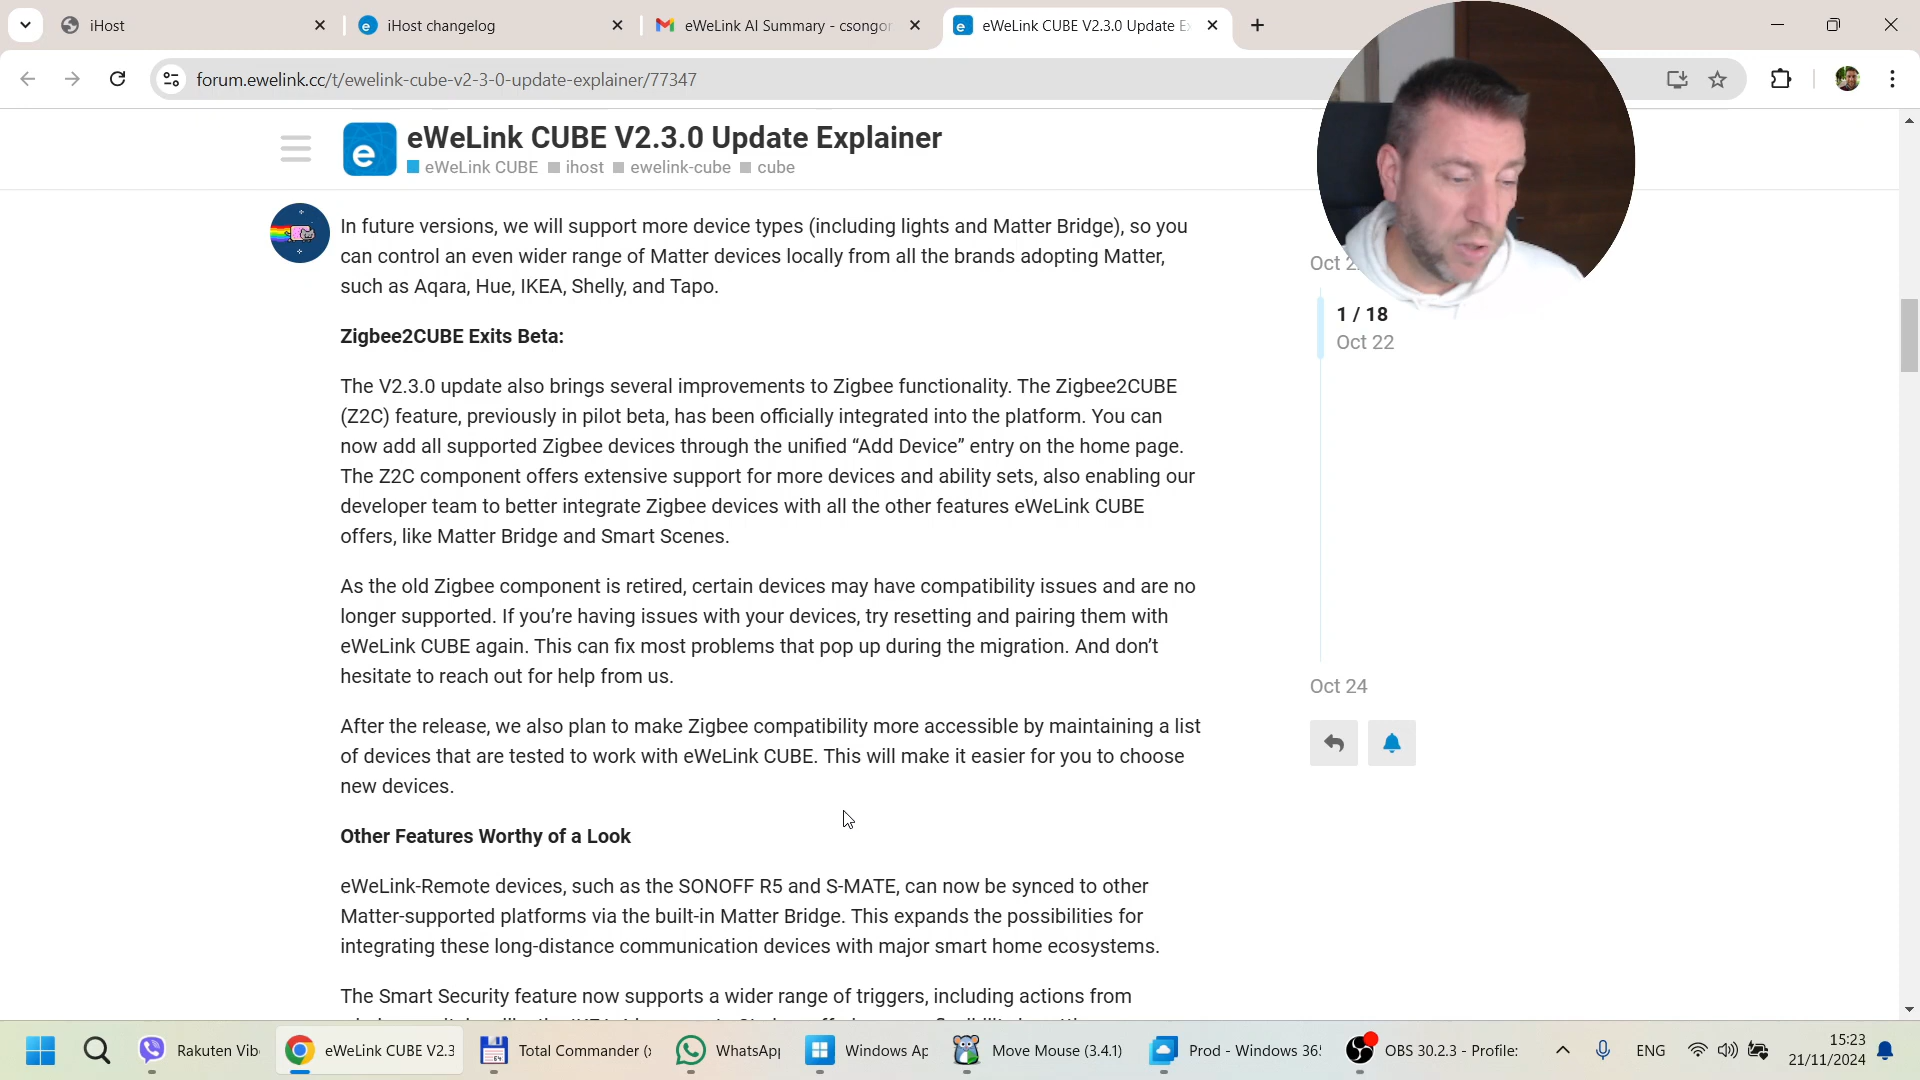 iHost
iHost changelog
eWeLink AI Summary - csongor
eWeLink CUBE V2.3.0 Update Ex
forum.ewelink.cc/t/ewelink-cube-v2-3-0-update-explainer/77347
eWeLink CUBE V2.3.0 Update Explainer
eWeLink CUBE ihost ewelink-cube cube
In future versions, we will support more device types (including lights and Matter Bridge), so you
can control an even wider range of Matter devices locally from all the brands adopting Matter,
such as Aqara, Hue, IKEA, Shelly, and Tapo.
Zigbee2CUBE Exits Beta:
The V2.3.0 update also brings several improvements to Zigbee functionality. The Zigbee2CUBE
(Z2C) feature, previously in pilot beta, has been officially integrated into the platform. You can
now add all supported Zigbee devices through the unified “Add Device” entry on the home page.
The Z2C component offers extensive support for more devices and ability sets, also enabling our
developer team to better integrate Zigbee devices with all the other features eWeLink CUBE
offers, like Matter Bridge and Smart Scenes.
As the old Zigbee component is retired, certain devices may have compatibility issues and are no
longer supported. If you’re having issues with your devices, try resetting and pairing them with
eWeLink CUBE again. This can fix most problems that pop up during the migration. And don’t
hesitate to reach out for help from us.
After the release, we also plan to make Zigbee compatibility more accessible by maintaining a list
of devices that are tested to work with eWeLink CUBE. This will make it easier for you to choose
new devices.
Other Features Worthy of a Look
eWeLink-Remote devices, such as the SONOFF R5 and S-MATE, can now be synced to other
Matter-supported platforms via the built-in Matter Bridge. This expands the possibilities for
integrating these long-distance communication devices with major smart home ecosystems.
The Smart Security feature now supports a wider range of triggers, including actions from
Oct 2
1 / 18
Oct 22
Oct 24
Rakuten Vib
eWeLink CUBE V2.3
Total Commander (x
WhatsApp
Windows Ap
Move Mouse (3.4.1)
Prod - Windows 365
OBS 30.2.3 - Profile:
ENG
15:23
21/11/2024